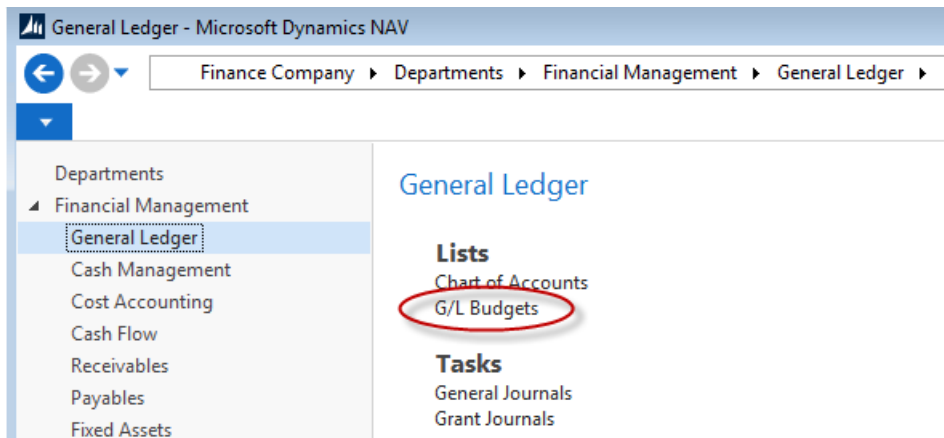 General Ledger - Microsoft Dynamics NAV
Finance Company ▸ Departments ▸ Financial Management ▸ General Ledger ▸
Departments
Financial Management
General Ledger
Cash Management
Cost Accounting
Cash Flow
Receivables
Payables
Fixed Assets
General Ledger
Lists
Chart of Accounts
G/L Budgets
Tasks
General Journals
Grant Journals